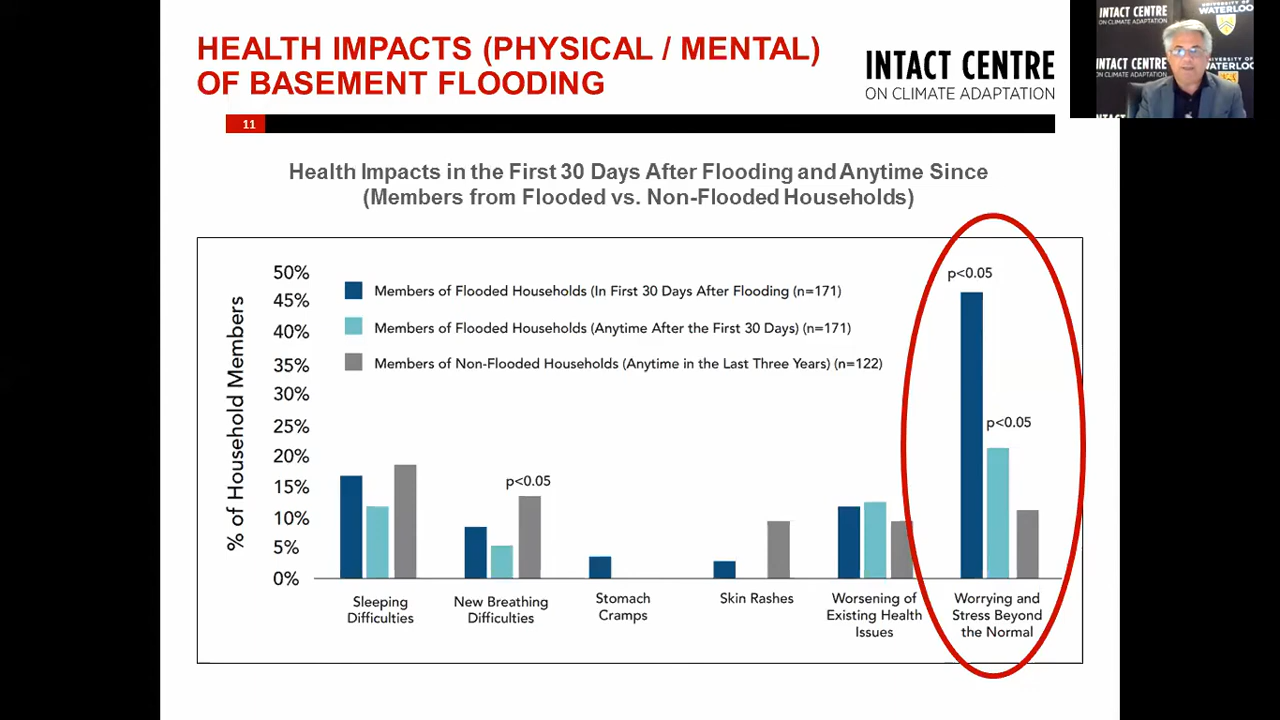 HEALTH IMPACTS (PHYSICAL / MENTAL)
OF BASEMENT FLOODING
INTACT CENTRE
ON CLIMATE ADAPTATION
11
Health Impacts in the First 30 Days After Flooding and Anytime Since
(Members from Flooded vs. Non-Flooded Households)
% of Household Members
50%
45%
40%
35%
30%
25%
20%
15%
10%
5%
0%
Members of Flooded Households (In First 30 Days After Flooding (n=171)
Members of Flooded Households (Anytime After the First 30 Days) (n=171)
Members of Non-Flooded Households (Anytime in the Last Three Years) (n=122)
p<0.05
p<0.05
p<0.05
Sleeping
Difficulties
New Breathing
Difficulties
Stomach
Cramps
Skin Rashes
Worsening of
Existing Health
Issues
Worrying and
Stress Beyond
the Normal
INTACT CENTRE
ON CLIMATE ADAPTATION
UNIVERSITY OF
WATERLOO
INTACT CENTRE
ON CLIMATE ADAPTATION
UNIVERSITY OF
WATERLOO